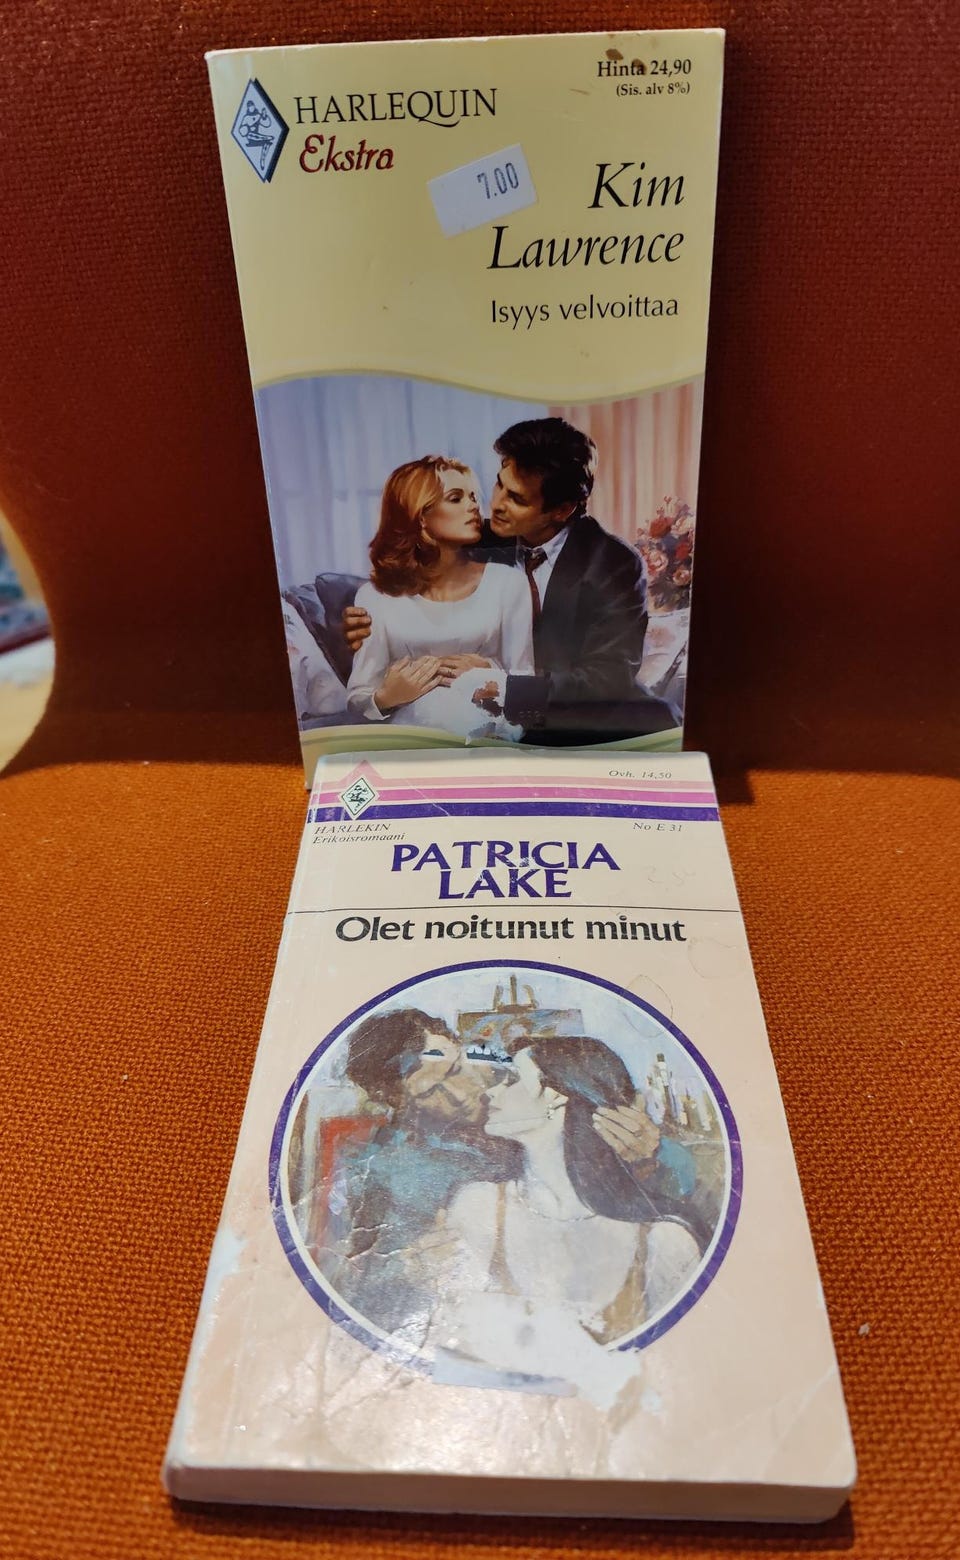 HARLEQUIN
Ekstra
Hinta 24,90
(Sis. alv 8%)
7.00
Kim
Lawrence
Isyys velvoittaa
Ovh. 14,50
HARLEKIN
Erikoisromaani
No E 31
PATRICIA
LAKE
Olet noitunut minut